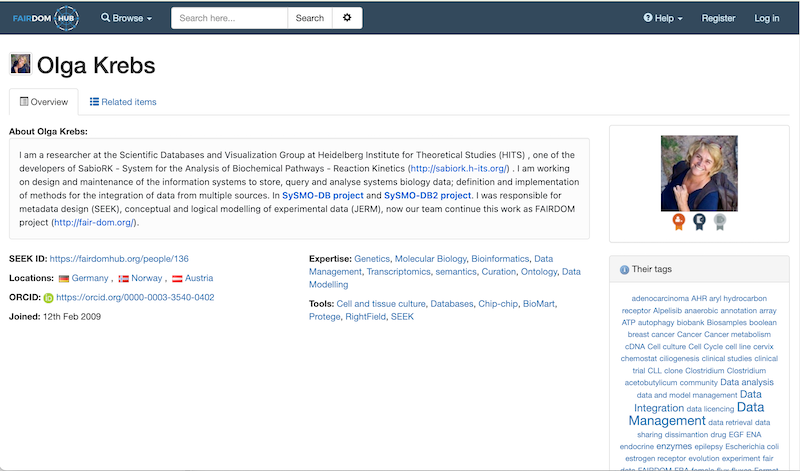 FAIRDOM HUB Browse Search here... Search Help Register Log in
Olga Krebs
Overview Related items
About Olga Krebs:
I am a researcher at the Scientific Databases and Visualization Group at Heidelberg Institute for Theoretical Studies (HITS) , one of the
developers of SabioRK - System for the Analysis of Biochemical Pathways - Reaction Kinetics (http://sabiork.h-its.org/) . I am working
on design and maintenance of the information systems to store, query and analyse systems biology data; definition and implementation
of methods for the integration of data from multiple sources. In SySMO-DB project and SySMO-DB2 project. I was responsible for
metadata design (SEEK), conceptual and logical modelling of experimental data (JERM), now our team continue this work as FAIRDOM
project (http://fair-dom.org/).
SEEK ID: https://fairdomhub.org/people/136
Locations: Germany , Norway , Austria
ORCID: iD https://orcid.org/0000-0003-3540-0402
Joined: 12th Feb 2009
Expertise: Genetics, Molecular Biology, Bioinformatics, Data
Management, Transcriptomics, semantics, Curation, Ontology, Data
Modelling
Tools: Cell and tissue culture, Databases, Chip-chip, BioMart,
Protege, RightField, SEEK
Their tags
adenocarcinoma AHR aryl hydrocarbon
receptor Alpelisib anaerobic annotation array
ATP autophagy biobank Biosamples boolean
breast cancer Cancer Cancer metabolism
cDNA Cell culture Cell Cycle cell line cervix
chemostat ciliogenesis clinical studies clinical
trial CLL clone Clostridium Clostridium
acetobutylicum community Data analysis
data and model management Data
Integration data licencing Data
Management data retrieval data
sharing dissimantion drug EGF ENA
endocrine enzymes epilepsy Escherichia coli
estrogen receptor evolution experiment fair
data FAIRDOM FBA female flux fluxes Format